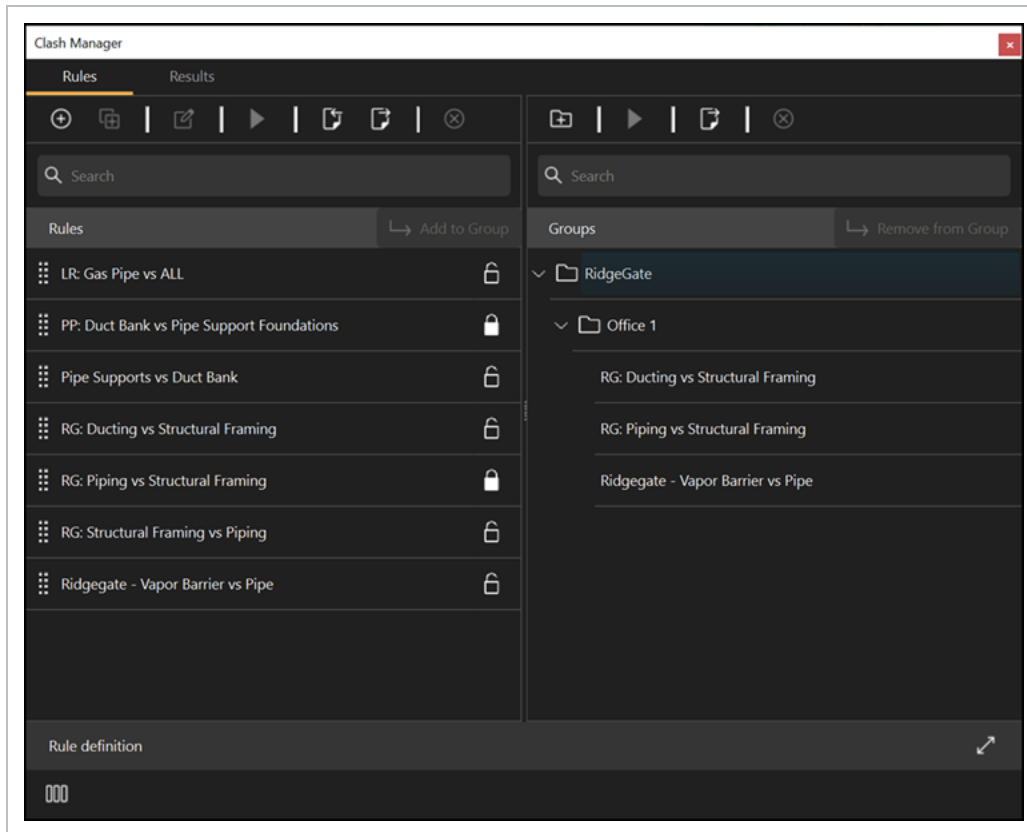 Clash Manager
Rules
Results
Search
Search
Rules
Add to Group
Groups
Remove from Group
LR: Gas Pipe vs ALL
PP: Duct Bank vs Pipe Support Foundations
Pipe Supports vs Duct Bank
RG: Ducting vs Structural Framing
RG: Piping vs Structural Framing
RG: Structural Framing vs Piping
Ridgegate - Vapor Barrier vs Pipe
RidgeGate
Office 1
RG: Ducting vs Structural Framing
RG: Piping vs Structural Framing
Ridgegate - Vapor Barrier vs Pipe
Rule definition